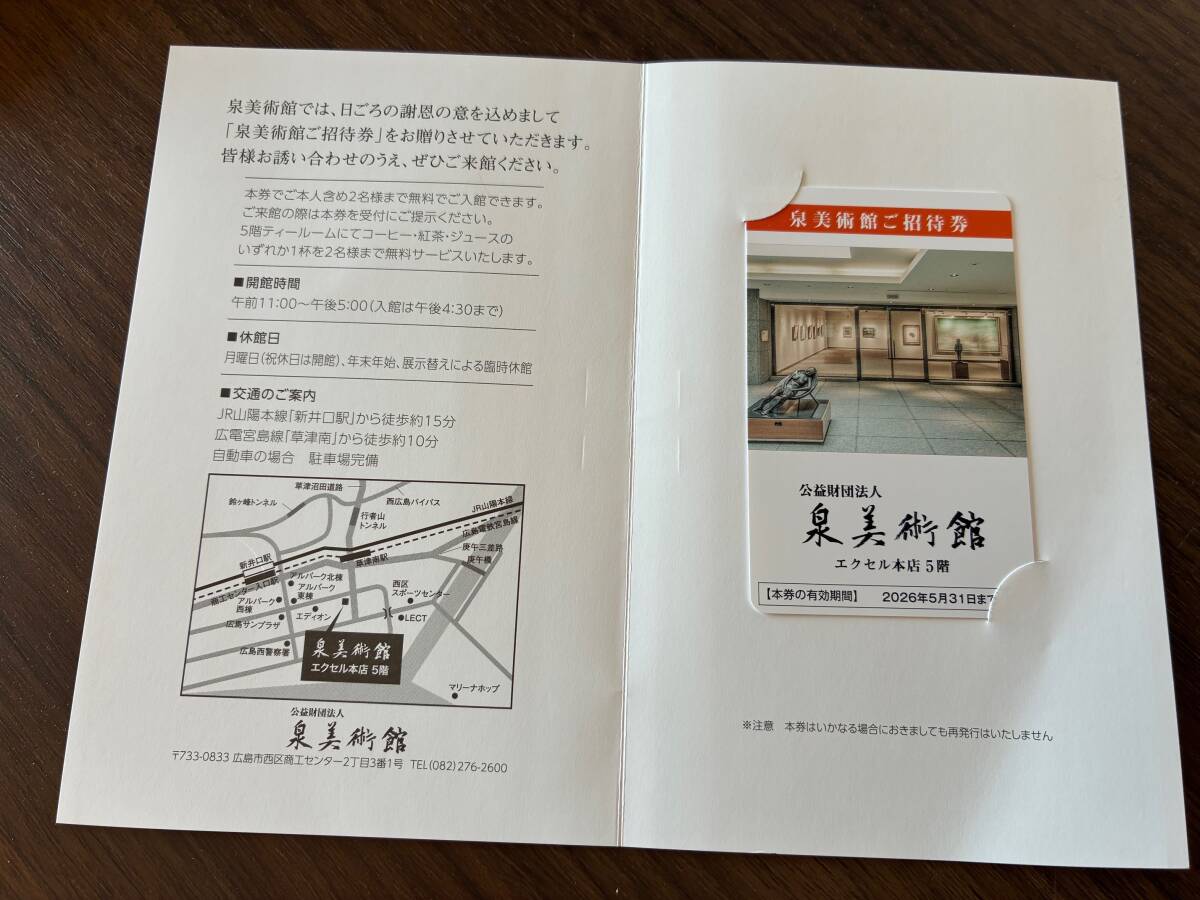 泉美術館では、日ごろの謝恩の意を込めまして
「泉美術館ご招待券」をお贈りさせていただきます。
皆様お誘い合わせのうえ、ぜひご来館ください。
本券でご本人含め2名様まで無料でご入館できます。
ご来館の際は本券を受付にご提示ください。
5階ティールームにてコーヒー・紅茶・ジュースの
いずれか1杯を2名様まで無料サービスいたします。
■開館時間
午前11:00〜午後5:00(入館は午後4:30まで)
■休館日
月曜日(祝休日は開館)、年末年始、展示替えによる臨時休館
■交通のご案内
JR山陽本線「新井口駅」から徒歩約15分
広電宮島線「草津南」から徒歩約10分
自動車の場合 駐車場完備
草津沼田道路
鈴ヶ峰トンネル
西広島バイパス
行者山
トンネル
JR山陽本線
広島電鉄宮島線
庚午三差路
庚午橋
新井口駅
草津南駅
商工センター入口駅
アルパーク北棟
アルパーク
東棟
アルパーク
西棟
西区
スポーツセンター
エディオン
LECT
広島サンプラザ
広島西警察署
泉美術館
エクセル本店 5階
マリーナホップ
公益財団法人
泉美術館
〒733-0833 広島市西区商工センター2丁目3番1号 TEL(082)276-2600
泉美術館ご招待券
公益財団法人
泉美術館
エクセル本店 5階
【本券の有効期間】 2026年5月31日まで
※注意 本券はいかなる場合におきましても再発行はいたしません